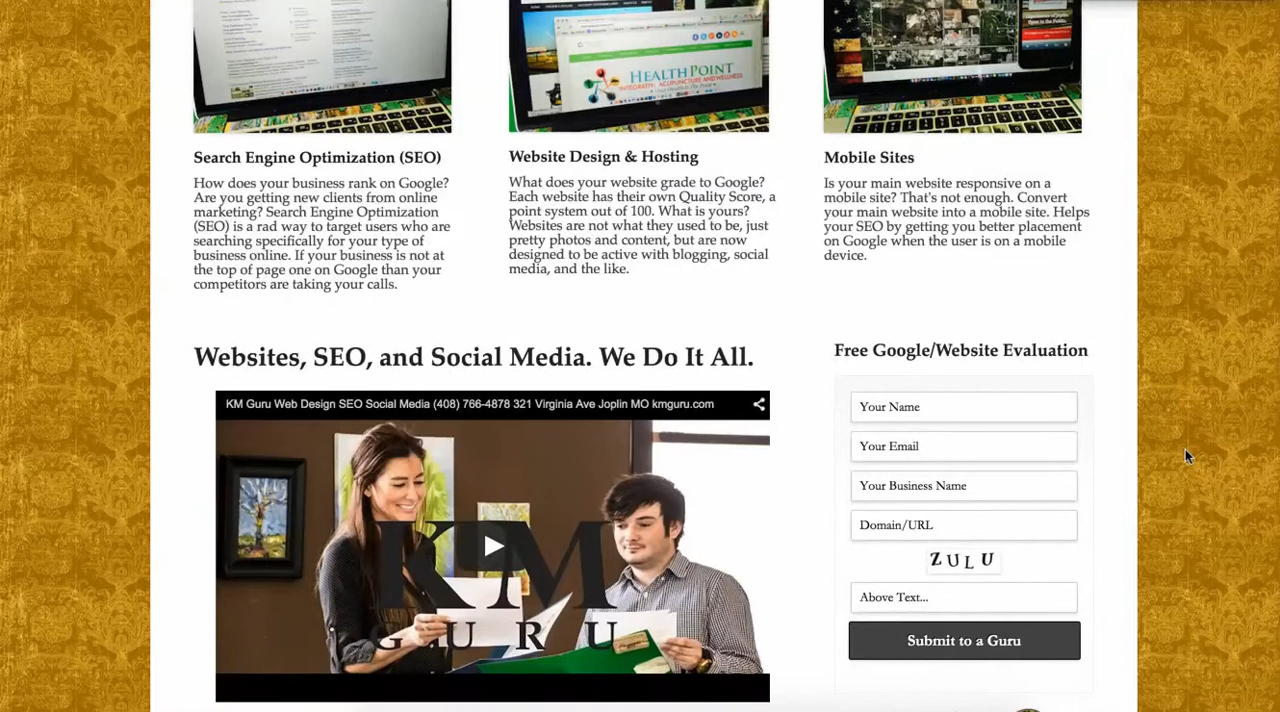 HEALTHPOINT
INTEGRATIVE ACUPUNCTURE AND WELLNESS
Search Engine Optimization (SEO)
How does your business rank on Google?
Are you getting new clients from online
marketing? Search Engine Optimization
(SEO) is a rad way to target users who are
searching specifically for your type of
business online. If your business is not at
the top of page one on Google than your
competitors are taking your calls.
Website Design & Hosting
What does your website grade to Google?
Each website has their own Quality Score, a
point system out of 100. What is yours?
Websites are not what they used to be, just
pretty photos and content, but are now
designed to be active with blogging, social
media, and the like.
Mobile Sites
Is your main website responsive on a
mobile site? That's not enough. Convert
your main website into a mobile site. Helps
your SEO by getting you better placement
on Google when the user is on a mobile
device.
Websites, SEO, and Social Media. We Do It All.
KM Guru Web Design SEO Social Media (408) 766-4878 321 Virginia Ave Joplin MO kmguru.com
KM
GURU
Free Google/Website Evaluation
Your Name
Your Email
Your Business Name
Domain/URL
ZULU
Above Text...
Submit to a Guru